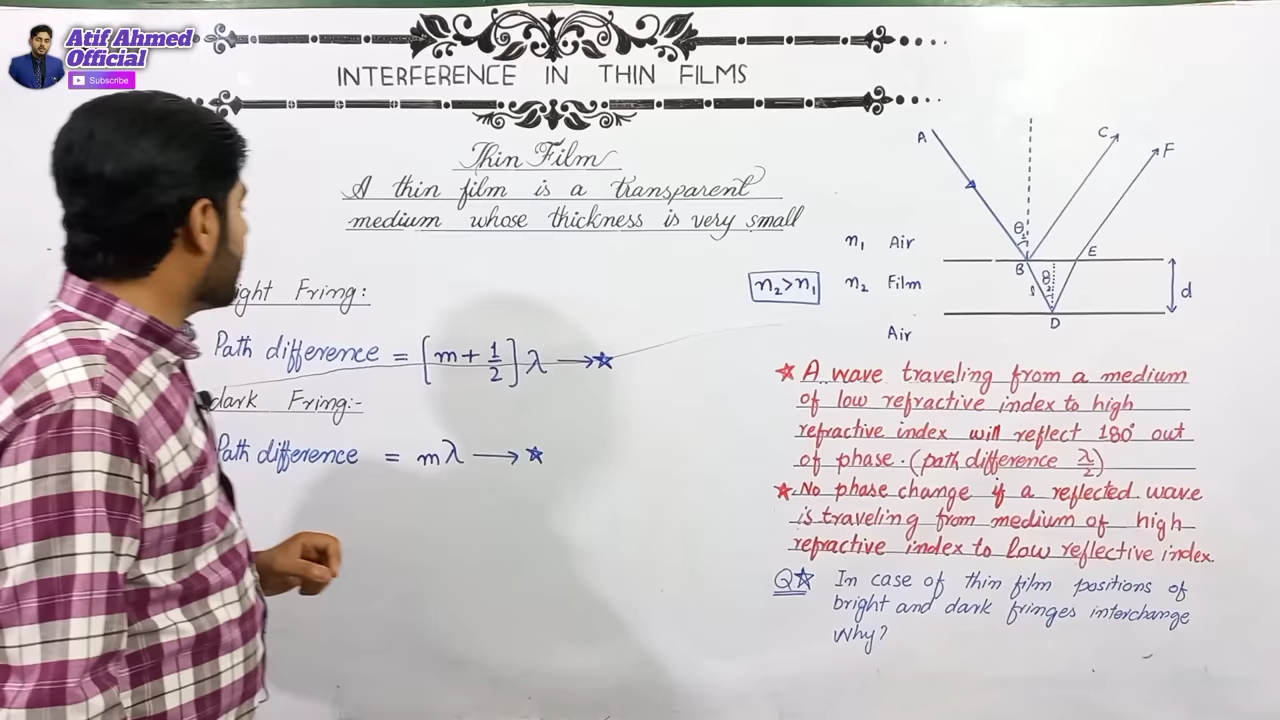 Atif Ahmed
Official
Subscribe
INTERFERENCE IN THIN FILMS
Thin Film
A thin film is a transparent
medium whose thickness is very small
ight Fring:
Path difference = [m + 1/2] λ → ☆
dark Fring:-
Path difference = mλ → ☆
A
C
F
θ
n₁ Air
B
E
n₂>n₁ n₂ Film
θ
d
D
Air
☆ A wave traveling from a medium
of low refractive index to high
refractive index will reflect 180° out
of phase. (path difference λ/2)
☆ No phase change if a reflected wave
is traveling from medium of high
refractive index to low reflective index.
Q☆ In case of thin film positions of
bright and dark fringes interchange
Why?